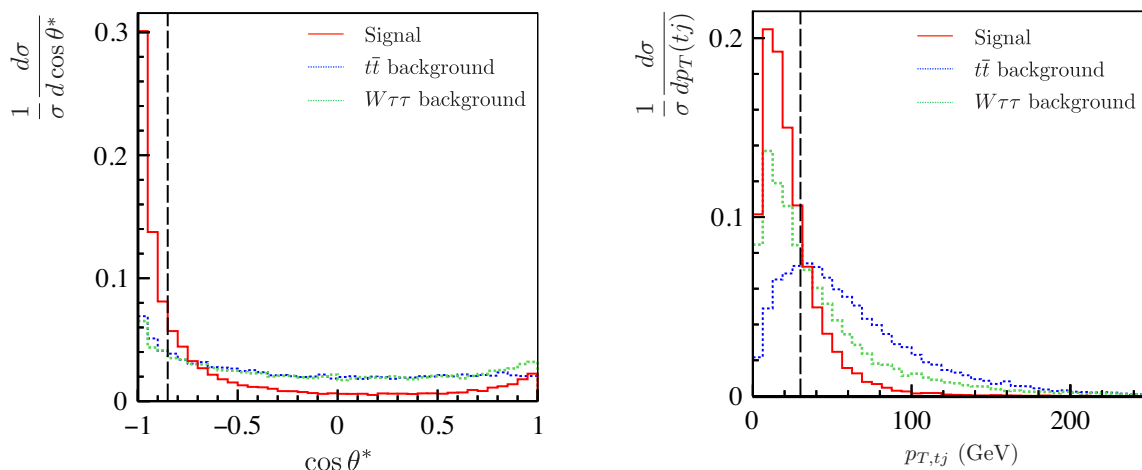 1/σ dσ/d cos θ*
0.3
0.2
0.1
0
Signal
tt̄ background
Wττ background
−1 −0.5 0 0.5 1
cos θ*
1/σ dσ/dp_T(tj)
0.2
0.1
0
Signal
tt̄ background
Wττ background
0 100 200
p_{T,tj} (GeV)